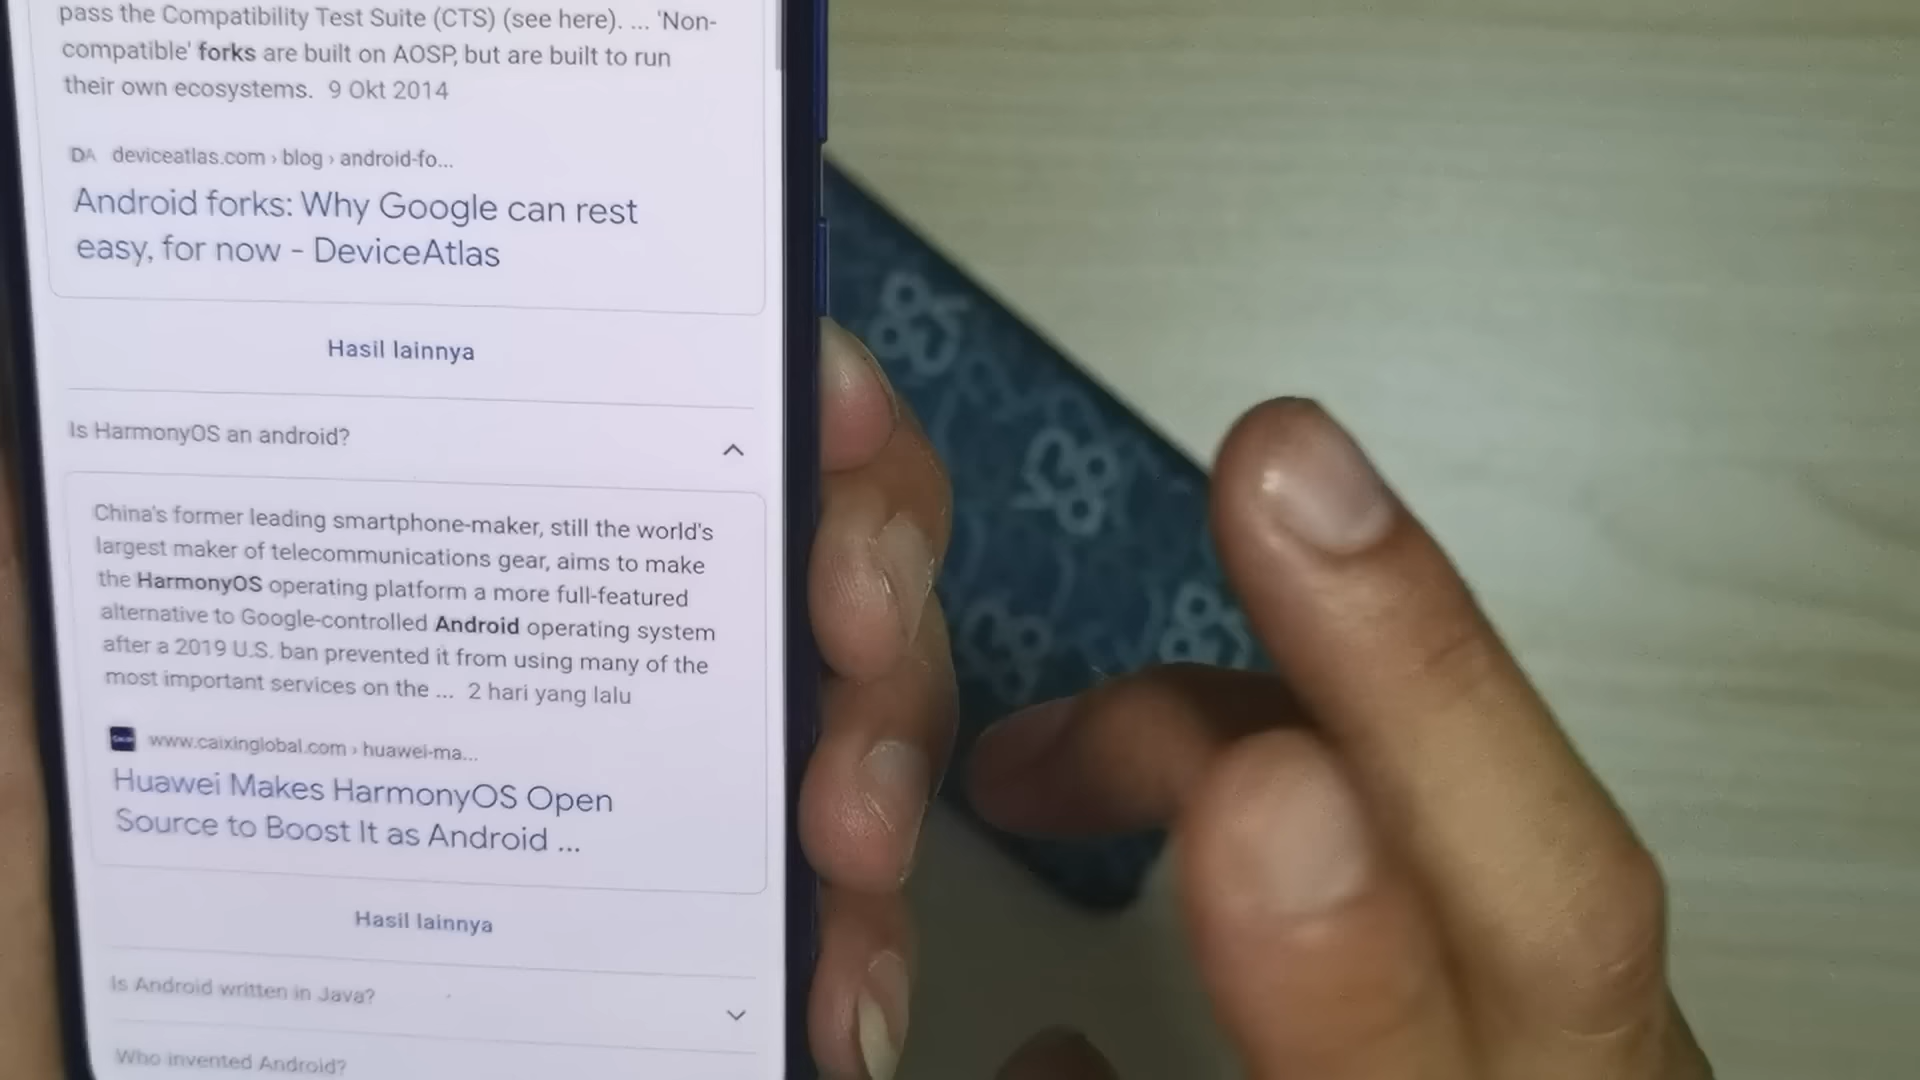 pass the Compatibility Test Suite (CTS) (see here). ... 'Non-
compatible' forks are built on AOSP, but are built to run
their own ecosystems. 9 Okt 2014
DA deviceatlas.com › blog › android-fo...
Android forks: Why Google can rest
easy, for now - DeviceAtlas
Hasil lainnya
Is HarmonyOS an android?
China's former leading smartphone-maker, still the world's
largest maker of telecommunications gear, aims to make
the HarmonyOS operating platform a more full-featured
alternative to Google-controlled Android operating system
after a 2019 U.S. ban prevented it from using many of the
most important services on the ... 2 hari yang lalu
www.caixinglobal.com › huawei-ma...
Huawei Makes HarmonyOS Open
Source to Boost It as Android ...
Hasil lainnya
Is Android written in Java?
Who invented Android?